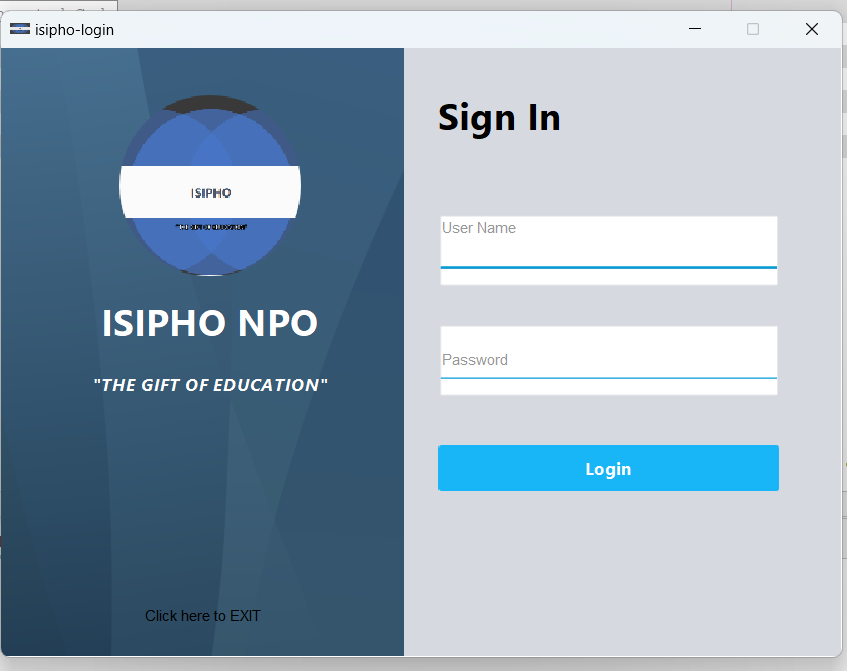 isipho-login
ISIPHO
ISIPHO NPO
"THE GIFT OF EDUCATION"
Click here to EXIT
Sign In
User Name
Password
Login